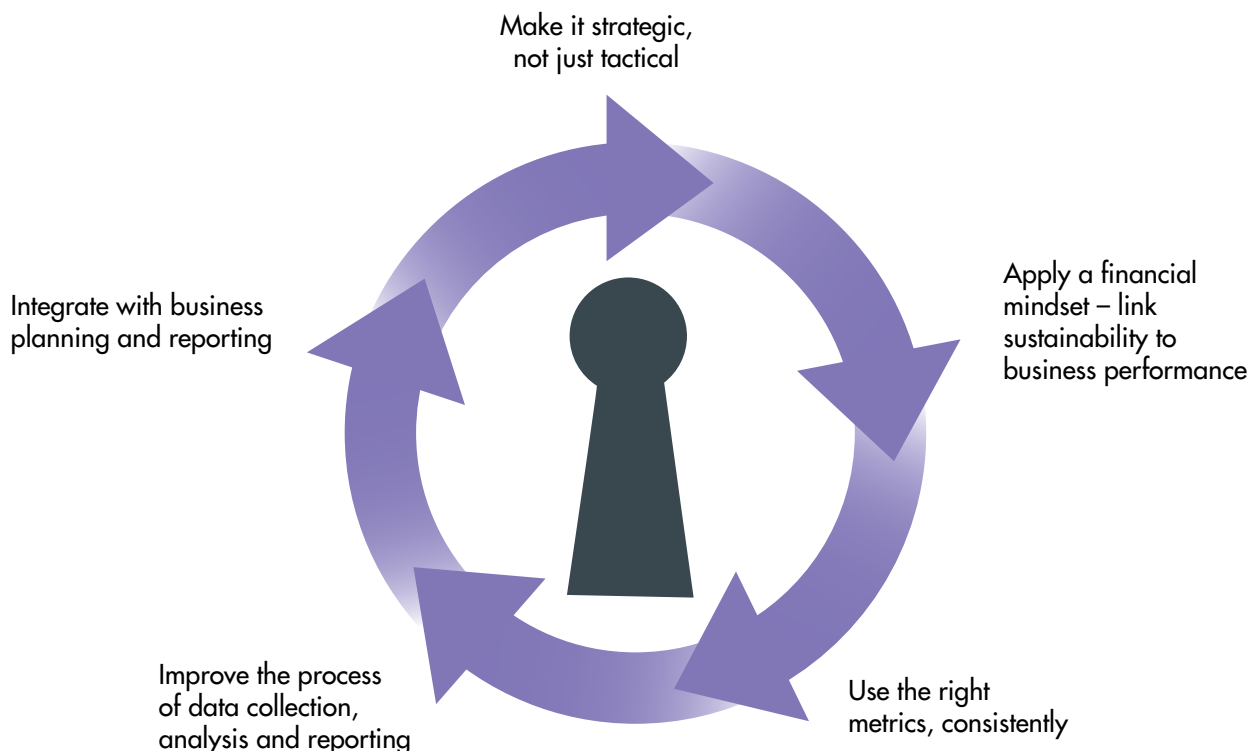 Make it strategic,
not just tactical
Apply a financial
mindset – link
sustainability to
business performance
Use the right
metrics, consistently
Improve the process
of data collection,
analysis and reporting
Integrate with business
planning and reporting